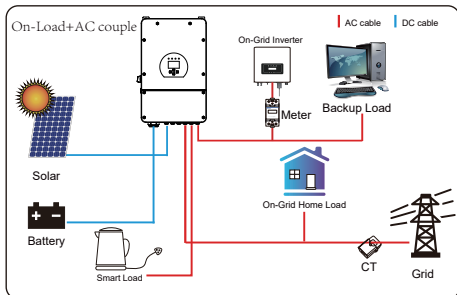 On-Load+AC couple
AC cable
DC cable
On-Grid Inverter
Meter
Backup Load
Solar
On-Grid Home Load
Battery
CT
Grid
Smart Load